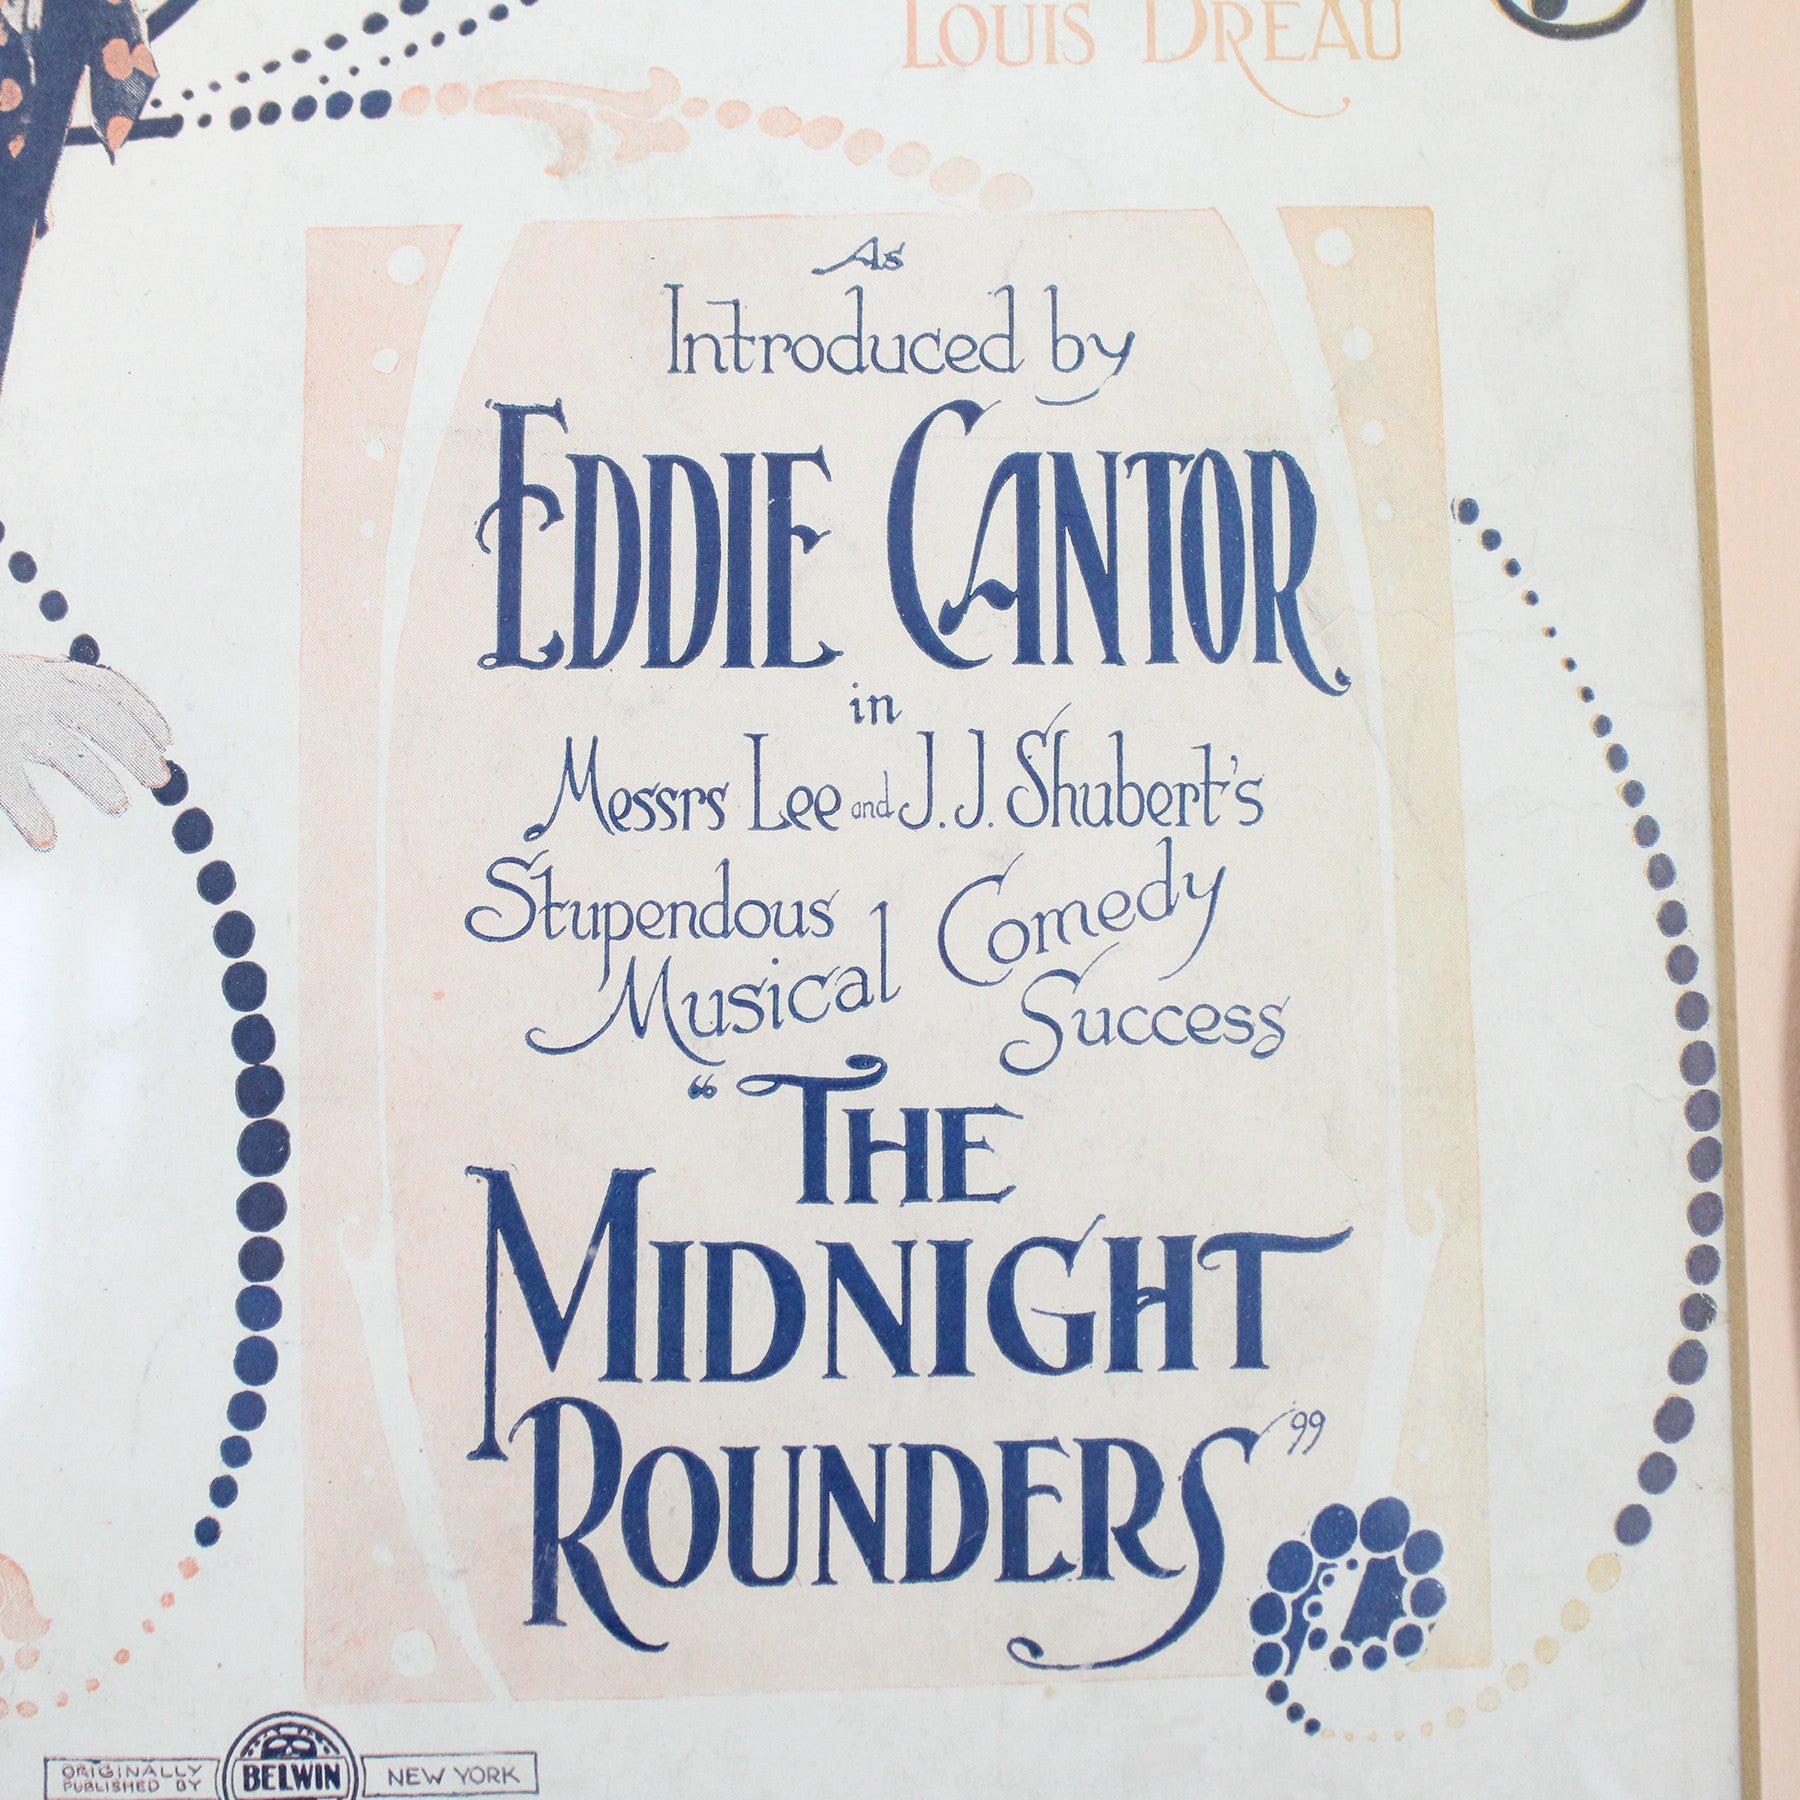 LOUIS DREAU
As
Introduced by
EDDIE CANTOR
in
Messrs Lee and J. J. Shubert's
Stupendous
Musical Comedy
Success
“THE
MIDNIGHT
ROUNDERS”
ORIGINALLY
PUBLISHED BY
BELWIN
NEW YORK